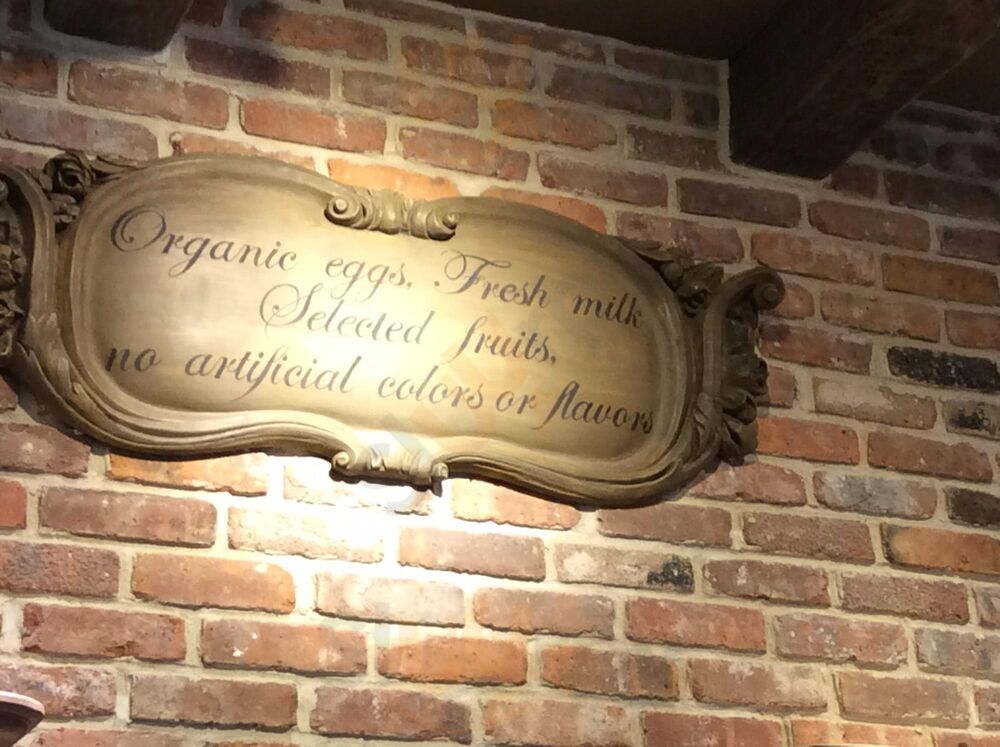 Organic eggs, Fresh milk
Selected fruits,
no artificial colors or flavors